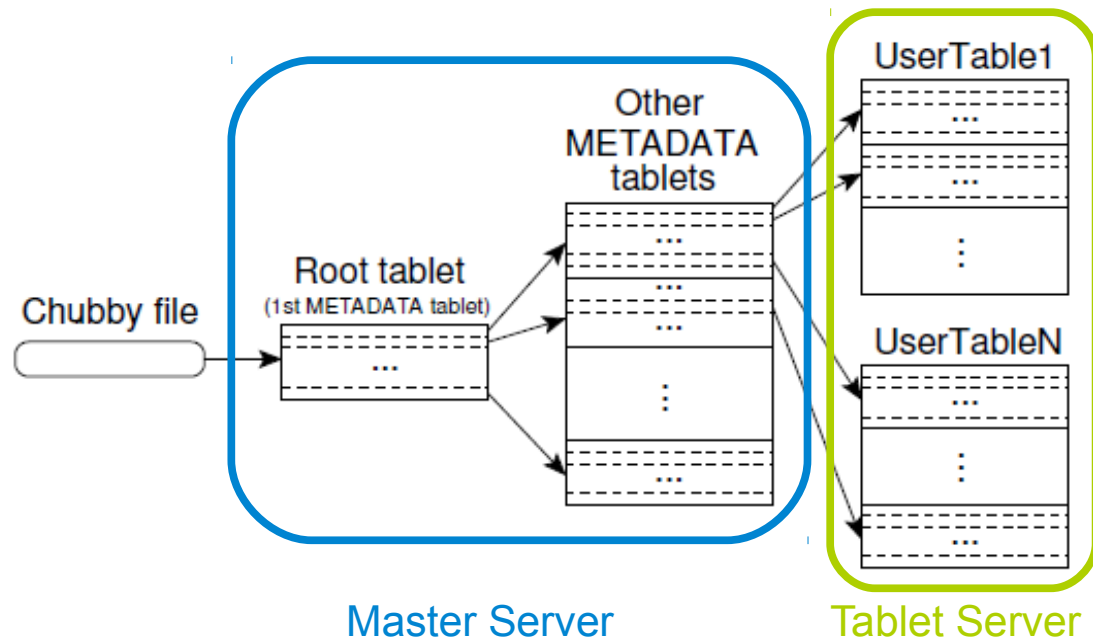 UserTable1
...
...
⋮
Other
METADATA
tablets
...
...
...
⋮
...
Root tablet
(1st METADATA tablet)
...
Chubby file
UserTableN
...
⋮
...
Master Server
Tablet Server